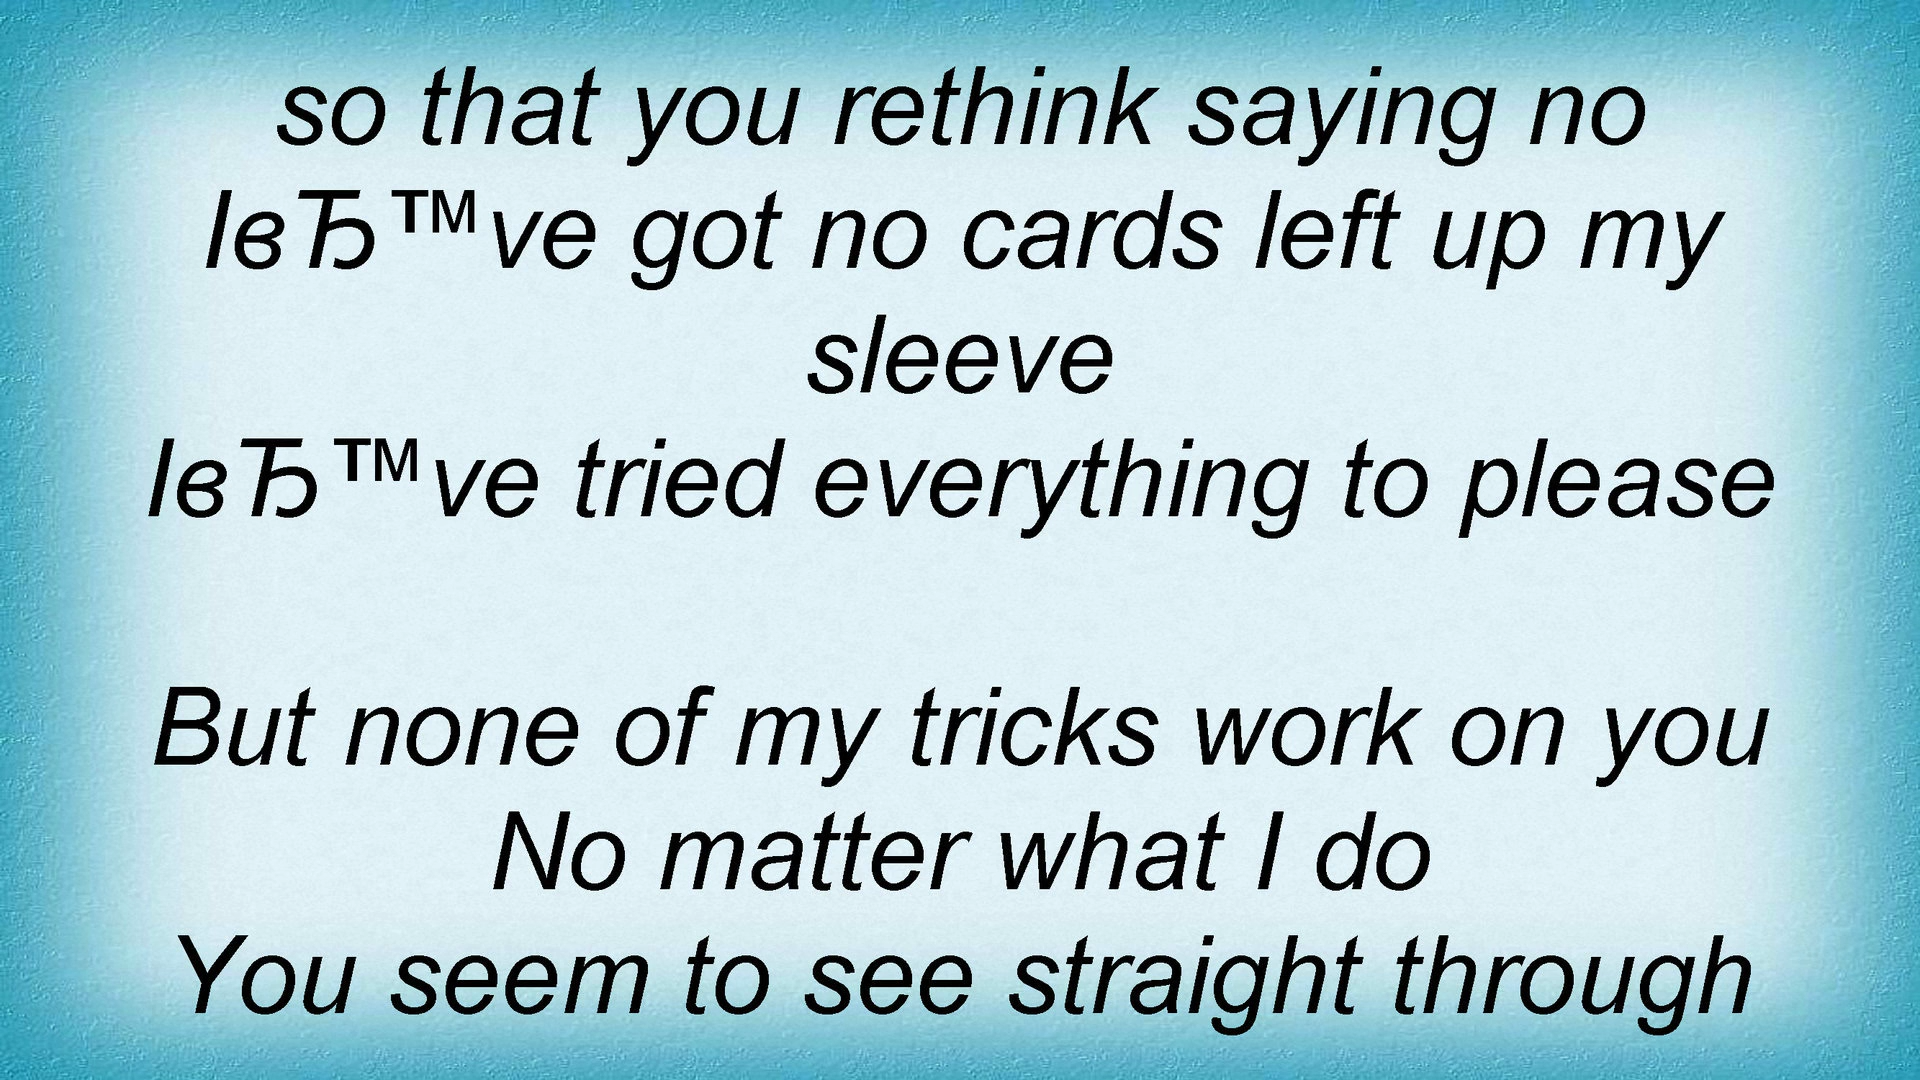 so that you rethink saying no
IвЂ™ve got no cards left up my
sleeve
IвЂ™ve tried everything to please
But none of my tricks work on you
No matter what I do
You seem to see straight through